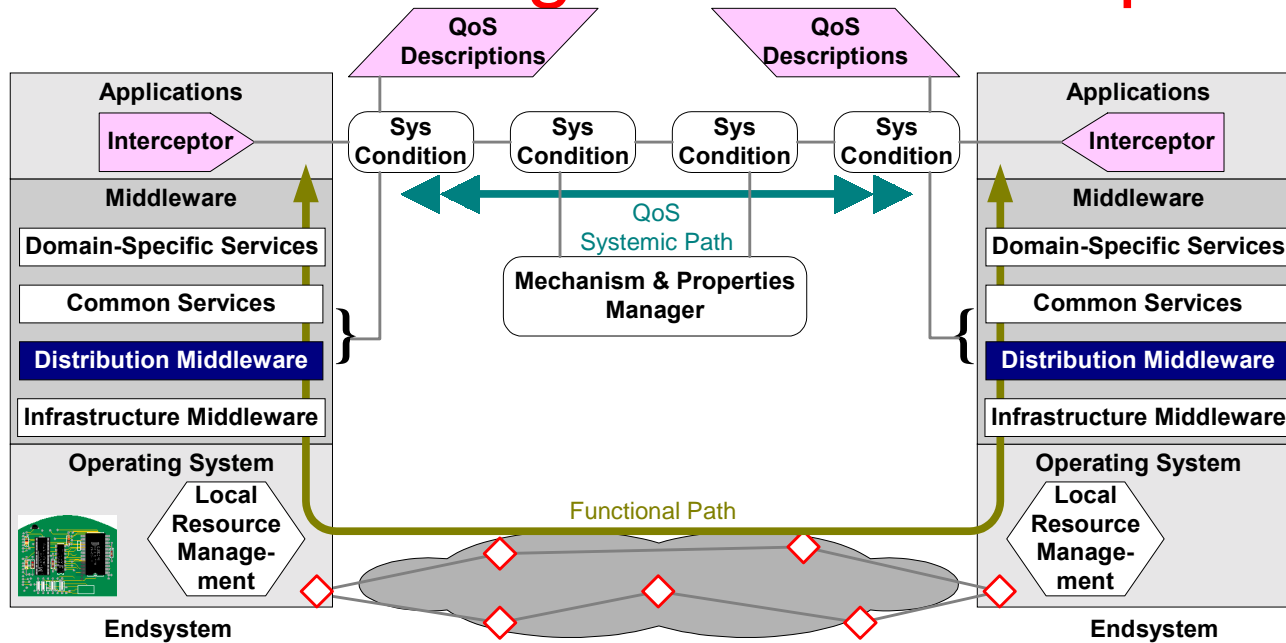 QoS
Descriptions
QoS
Descriptions
Applications
Interceptor
Sys
Condition
Sys
Condition
Sys
Condition
Sys
Condition
Applications
Interceptor
Middleware
QoS
Systemic Path
Middleware
Domain-Specific Services
Mechanism & Properties
Manager
Domain-Specific Services
Common Services
}
{
Common Services
Distribution Middleware
Distribution Middleware
Infrastructure Middleware
Infrastructure Middleware
Operating System
Operating System
Local
Resource
Manage-
ment
Functional Path
Local
Resource
Manage-
ment
Endsystem
Endsystem